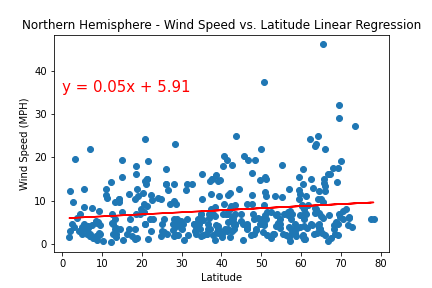 Northern Hemisphere - Wind Speed vs. Latitude Linear Regression
y = 0.05x + 5.91
Wind Speed (MPH)
40
30
20
10
0
0 10 20 30 40 50 60 70 80
Latitude